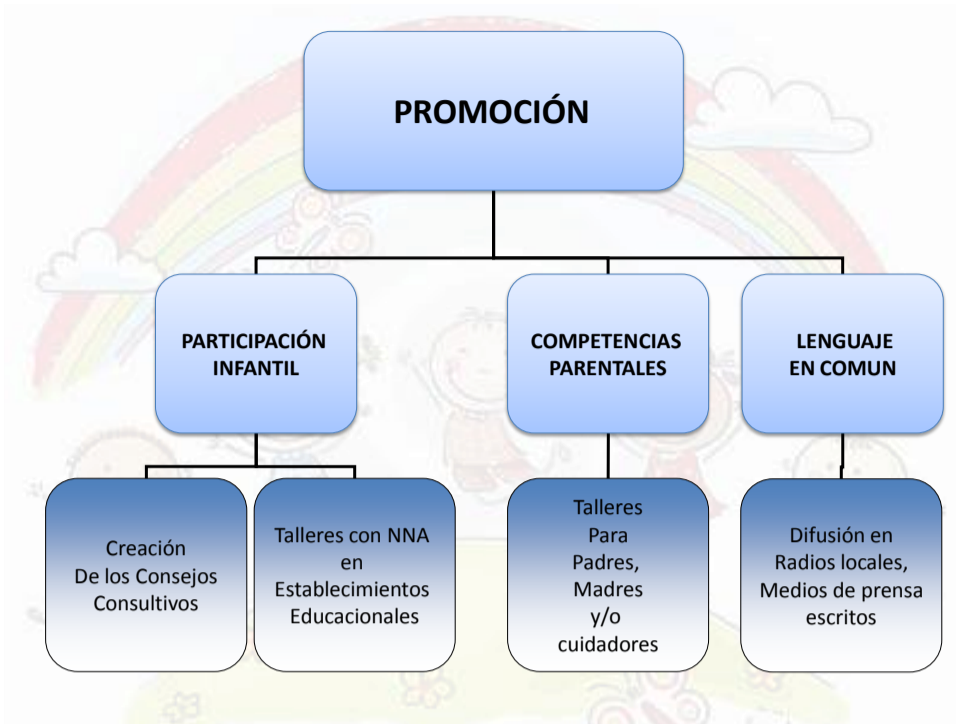 PROMOCIÓN
PARTICIPACIÓN
INFANTIL
COMPETENCIAS
PARENTALES
LENGUAJE
EN COMUN
Creación
De los Consejos
Consultivos
Talleres con NNA
en
Establecimientos
Educacionales
Talleres
Para
Padres,
Madres
y/o
cuidadores
Difusión en
Radios locales,
Medios de prensa
escritos